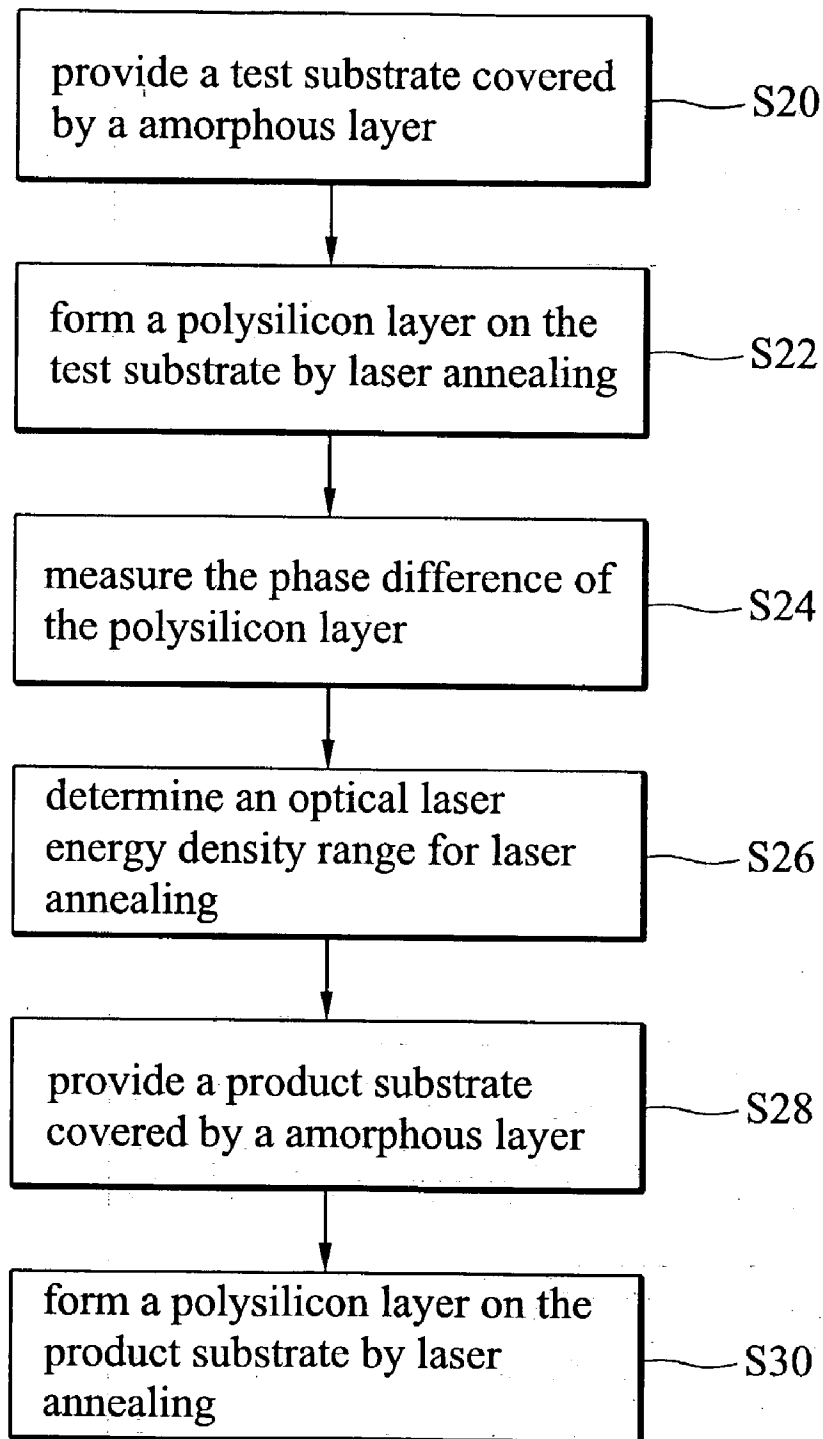 provide a test substrate covered
by a amorphous layer
S20
form a polysilicon layer on the
test substrate by laser annealing
S22
measure the phase difference of
the polysilicon layer
S24
determine an optical laser
energy density range for laser
annealing
S26
provide a product substrate
covered by a amorphous layer
S28
form a polysilicon layer on the
product substrate by laser
annealing
S30